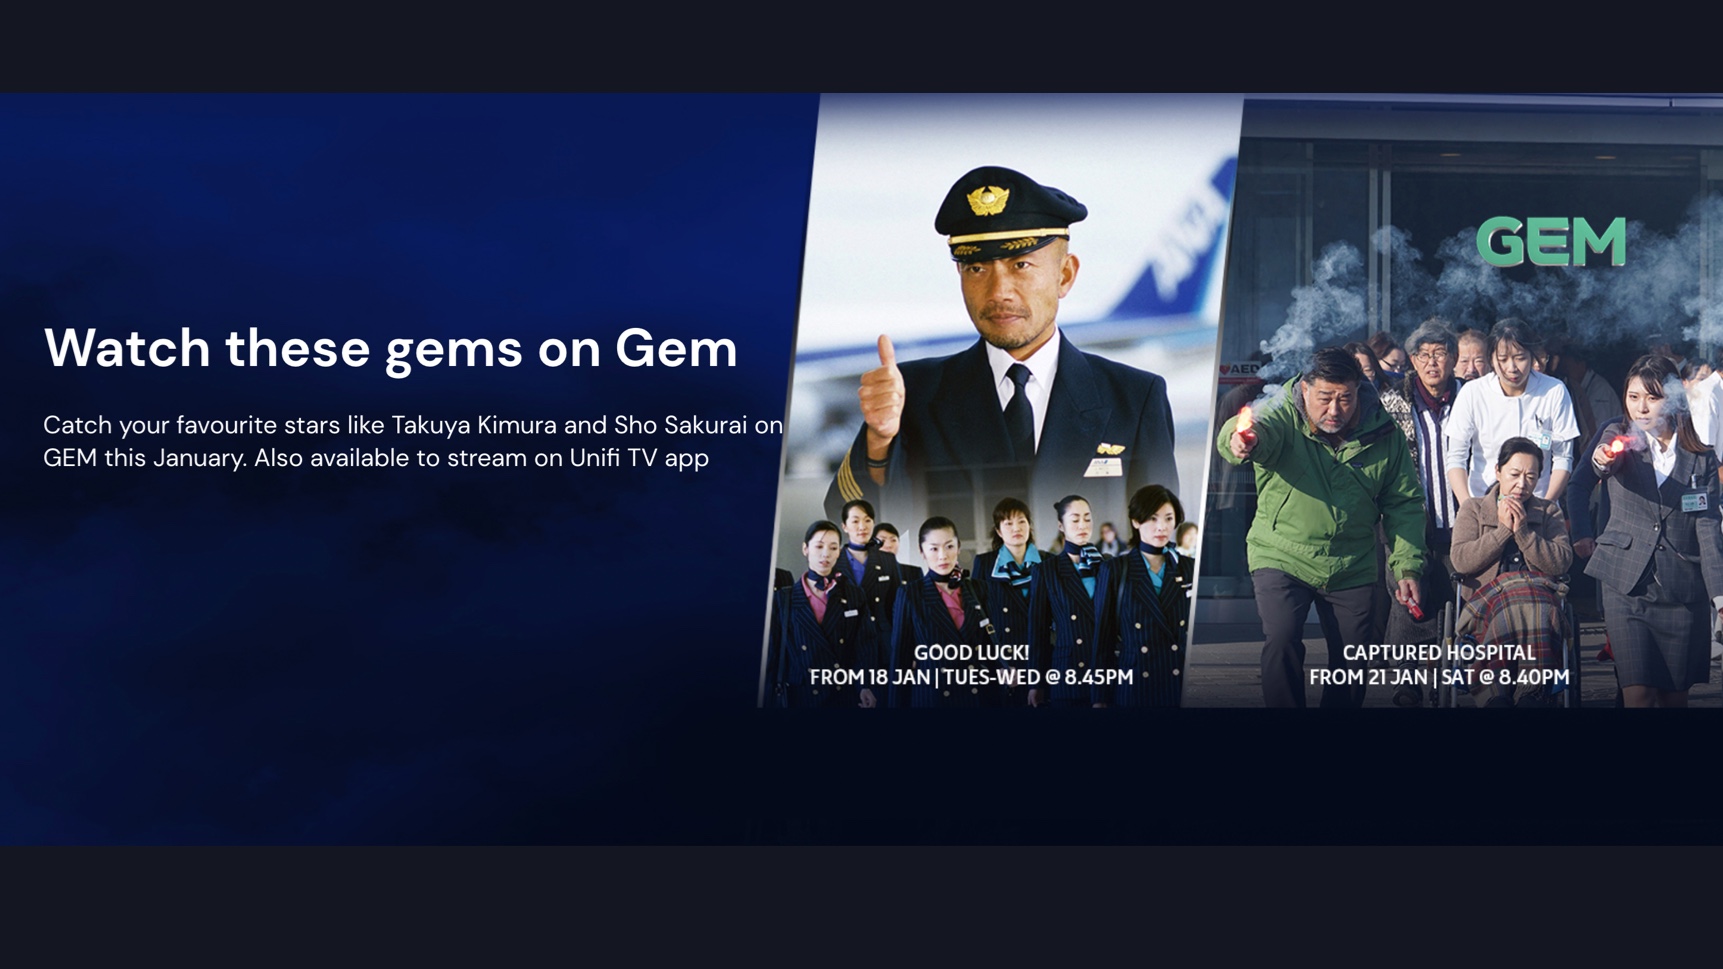 Watch these gems on Gem
Catch your favourite stars like Takuya Kimura and Sho Sakurai on
GEM this January. Also available to stream on Unifi TV app
ANA
GEM
AED
GOOD LUCK!
FROM 18 JAN | TUES-WED @ 8.45PM
CAPTURED HOSPITAL
FROM 21 JAN | SAT @ 8.40PM